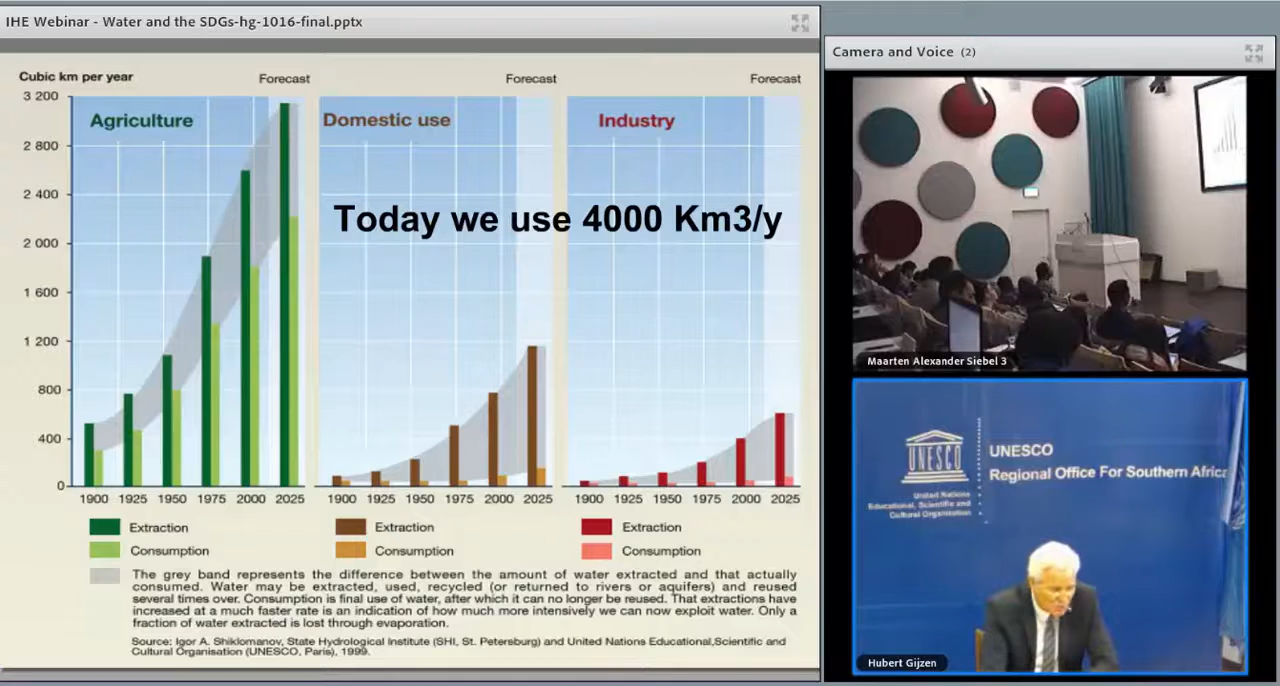 IHE Webinar - Water and the SDGs-hg-1016-final.pptx
Cubic km per year
Forecast
Forecast
Forecast
3 200
2 800
2 400
2 000
1 600
1 200
800
400
0
Agriculture
Domestic use
Industry
Today we use 4000 Km3/y
1900 1925 1950 1975 2000 2025
1900 1925 1950 1975 2000 2025
1900 1925 1950 1975 2000 2025
Extraction
Consumption
Extraction
Consumption
Extraction
Consumption
The grey band represents the difference between the amount of water extracted and that actually
consumed. Water may be extracted, used, recycled (or returned to rivers or aquifers) and reused
several times over. Consumption is final use of water, after which it can no longer be reused. That extractions have
increased at a much faster rate is an indication of how much more intensively we can now exploit water. Only a
fraction of water extracted is lost through evaporation.
Source: Igor A. Shiklomanov, State Hydrological Institute (SHI, St. Petersburg) and United Nations Educational,Scientific and
Cultural Organisation (UNESCO, Paris), 1999.
Camera and Voice (2)
Maarten Alexander Siebel 3
UNESCO
United Nations
Educational, Scientific and
Cultural Organization
UNESCO
Regional Office For Southern Africa
Hubert Gijzen